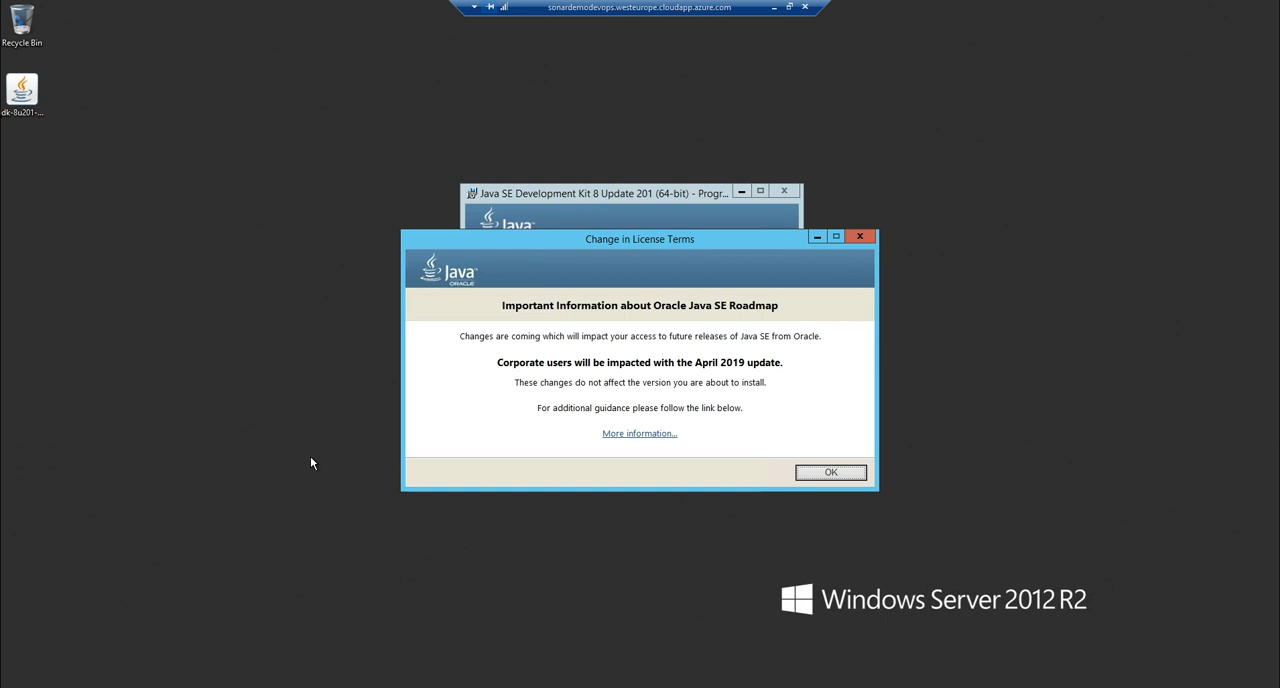 sonardemodevops.westeurope.cloudapp.azure.com
Recycle Bin
dk-8u201-...
Java SE Development Kit 8 Update 201 (64-bit) - Progr...
Java
Change in License Terms
Java
ORACLE
Important Information about Oracle Java SE Roadmap
Changes are coming which will impact your access to future releases of Java SE from Oracle.
Corporate users will be impacted with the April 2019 update.
These changes do not affect the version you are about to install.
For additional guidance please follow the link below.
More information...
OK
Windows Server 2012 R2